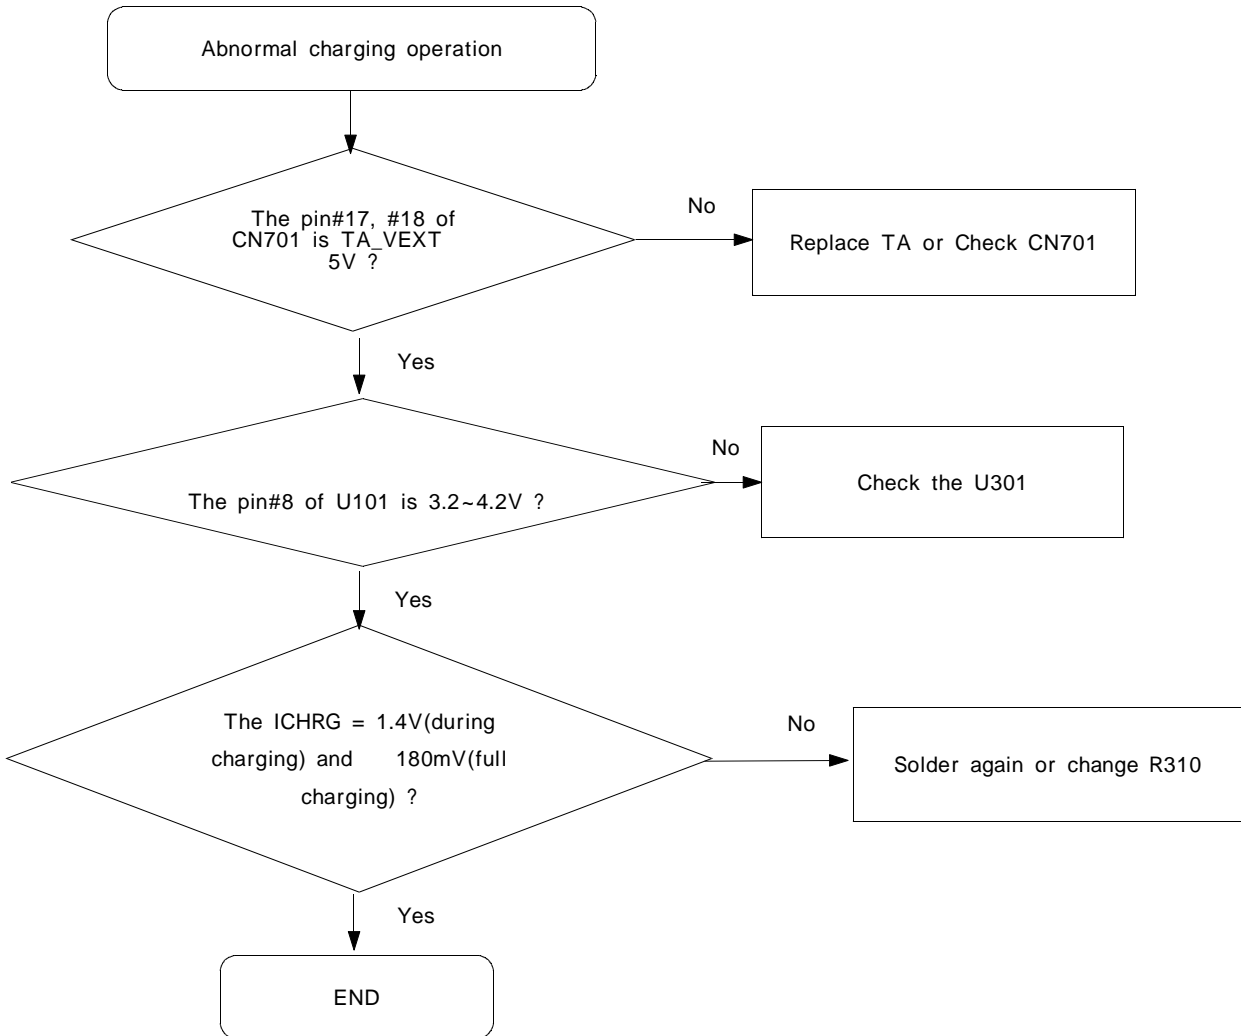 Abnormal charging operation
The pin#17, #18 of
CN701 is TA_VEXT
5V ?
No
Replace TA or Check CN701
Yes
The pin#8 of U101 is 3.2~4.2V ?
No
Check the U301
Yes
The ICHRG = 1.4V(during
charging) and 180mV(full
charging) ?
No
Solder again or change R310
Yes
END